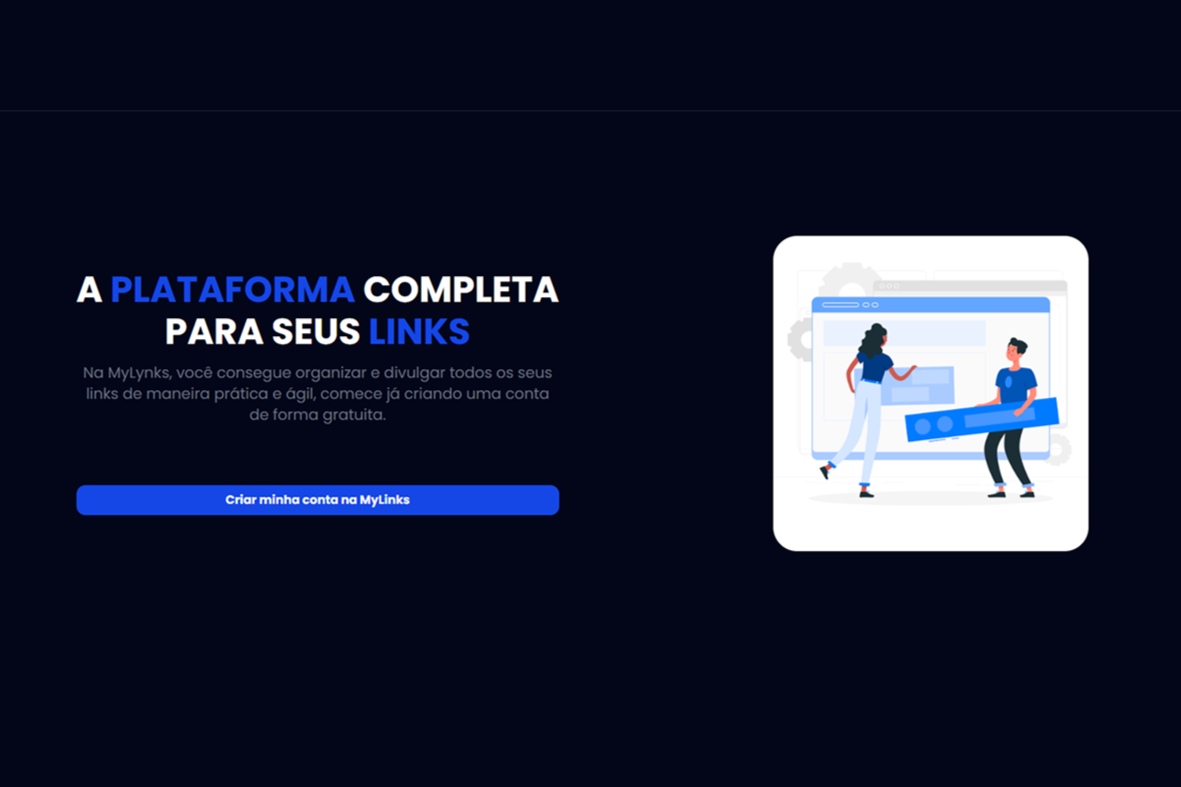 A PLATAFORMA COMPLETA
PARA SEUS LINKS
Na MyLynks, você consegue organizar e divulgar todos os seus
links de maneira prática e ágil, comece já criando uma conta
de forma gratuita.
Criar minha conta na MyLinks